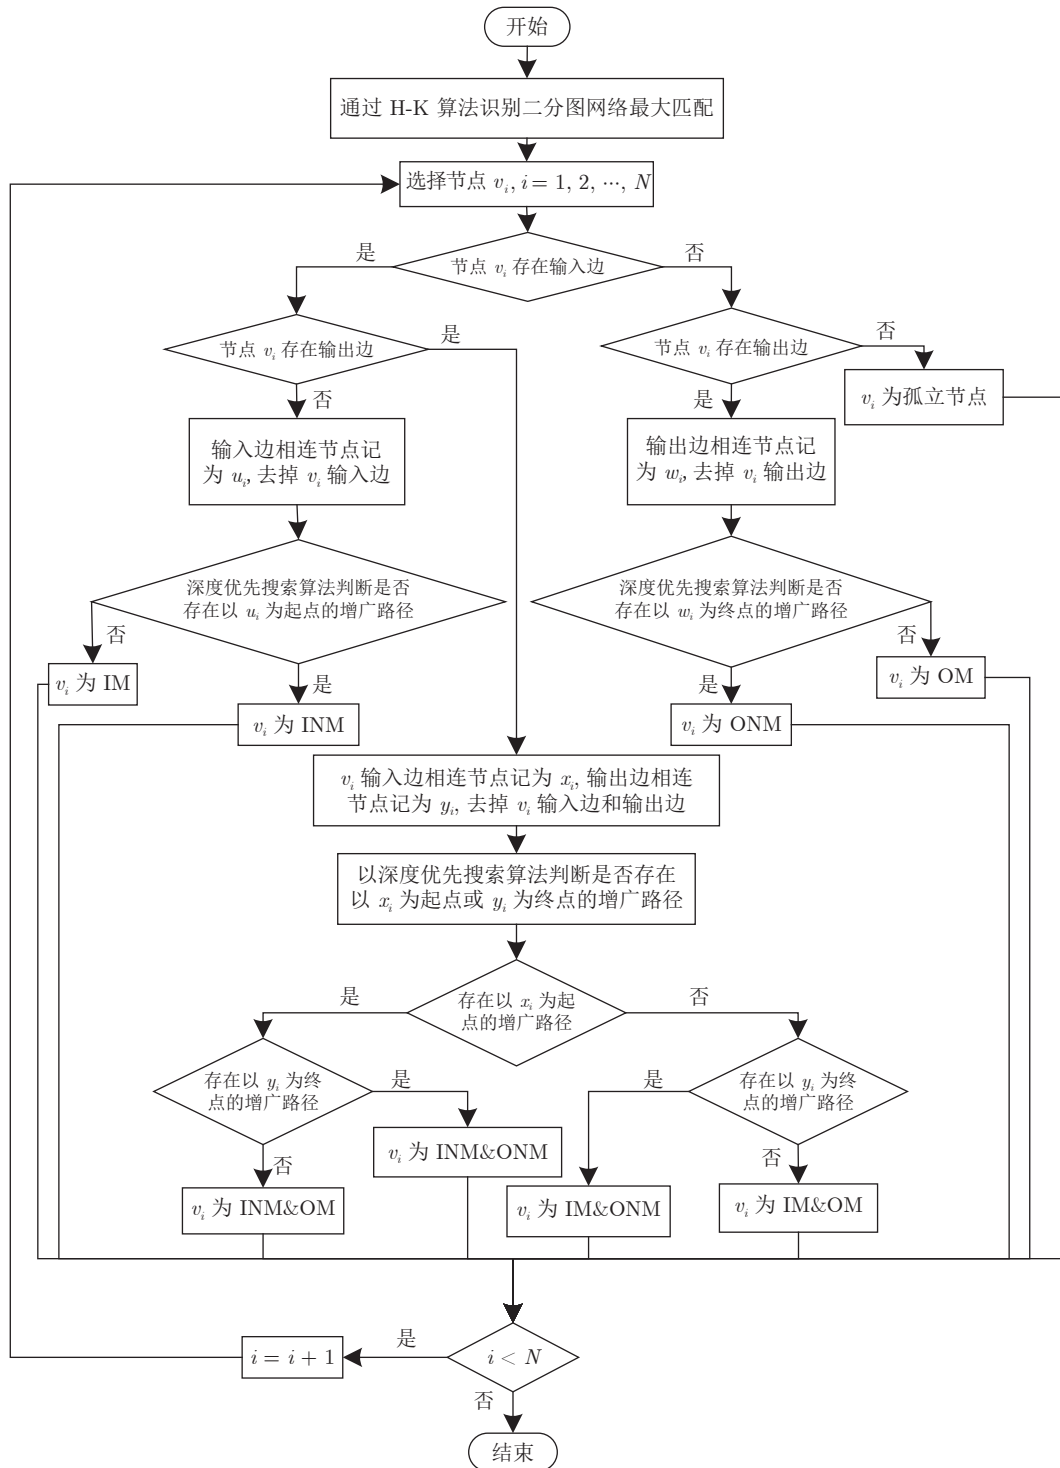 开始
通过 H-K 算法识别二分图网络最大匹配
选择节点 v_i, i = 1, 2, ⋯, N
是
节点 v_i 存在输入边
否
节点 v_i 存在输出边
是
节点 v_i 存在输出边
否
否
是
v_i 为孤立节点
输入边相连节点记
为 u_i, 去掉 v_i 输入边
输出边相连节点记
为 w_i, 去掉 v_i 输出边
深度优先搜索算法判断是否
存在以 u_i 为起点的增广路径
深度优先搜索算法判断是否
存在以 w_i 为终点的增广路径
否
否
v_i 为 IM
是
是
v_i 为 OM
v_i 为 INM
v_i 为 ONM
v_i 输入边相连节点记为 x_i, 输出边相连
节点记为 y_i, 去掉 v_i 输入边和输出边
以深度优先搜索算法判断是否存在
以 x_i 为起点或 y_i 为终点的增广路径
是
存在以 x_i 为起
点的增广路径
否
存在以 y_i 为终
点的增广路径
是
是
存在以 y_i 为终
点的增广路径
否
v_i 为 INM&ONM
否
v_i 为 INM&OM
v_i 为 IM&ONM
v_i 为 IM&OM
i = i + 1
是
i < N
否
结束